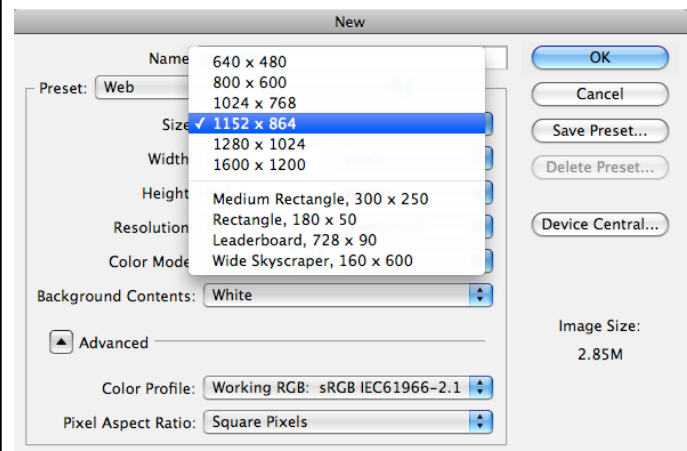 New
Name
Preset: Web
Size
Width
Height
Resolution
Color Mode
640 x 480
800 x 600
1024 x 768
✓ 1152 x 864
1280 x 1024
1600 x 1200
Medium Rectangle, 300 x 250
Rectangle, 180 x 50
Leaderboard, 728 x 90
Wide Skyscraper, 160 x 600
Background Contents: White
Advanced
Color Profile: Working RGB: sRGB IEC61966-2.1
Pixel Aspect Ratio: Square Pixels
OK
Cancel
Save Preset...
Delete Preset...
Device Central...
Image Size:
2.85M